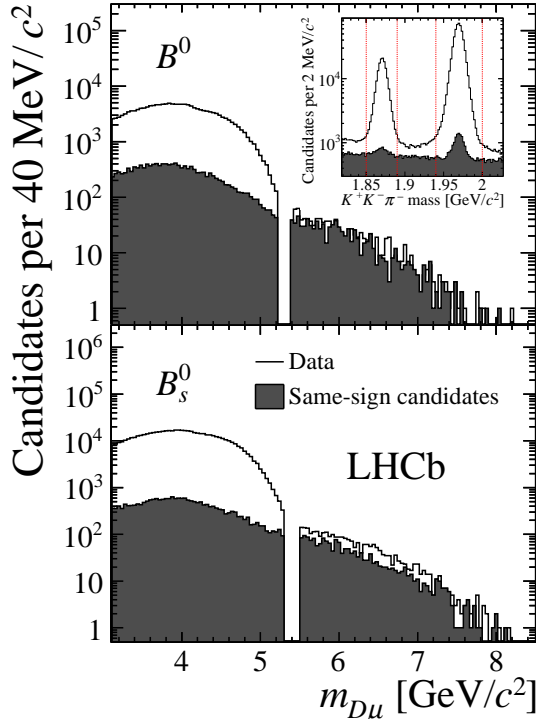 Candidates per 40 MeV/c²
10⁵
10⁴
10³
10²
10
1
B⁰
Candidates per 2 MeV/c²
10⁴
10³
1.85 1.9 1.95 2
K⁺K⁻π⁻ mass [GeV/c²]
10⁶
10⁵
10⁴
10³
10²
10
1
B⁰ₛ
Data
Same-sign candidates
LHCb
4 5 6 7 8
m_Dμ [GeV/c²]